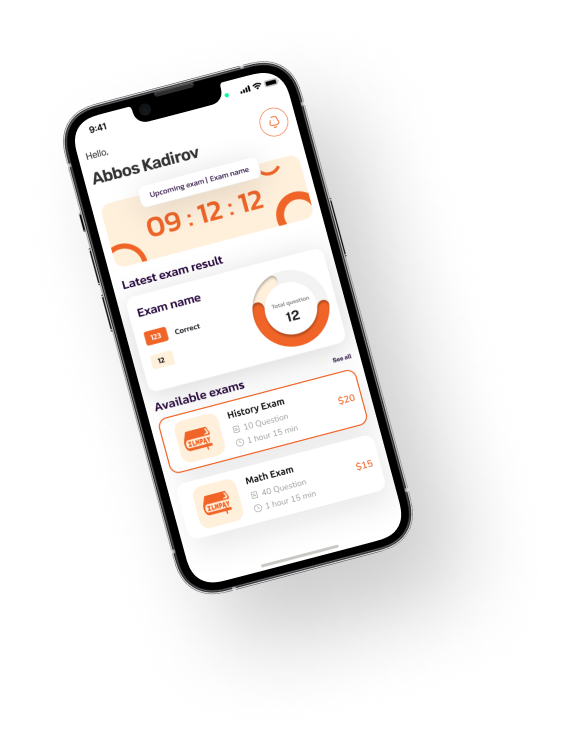 9:41
Hello,
Abbos Kadirov
Upcoming exam | Exam name
09 : 12 : 12
Latest exam result
Exam name
123 Correct
12
Total question
12
Available exams
See all
History Exam
10 Question
1 hour 15 min
$20
ILMPAY
Math Exam
40 Question
1 hour 15 min
$15
ILMPAY